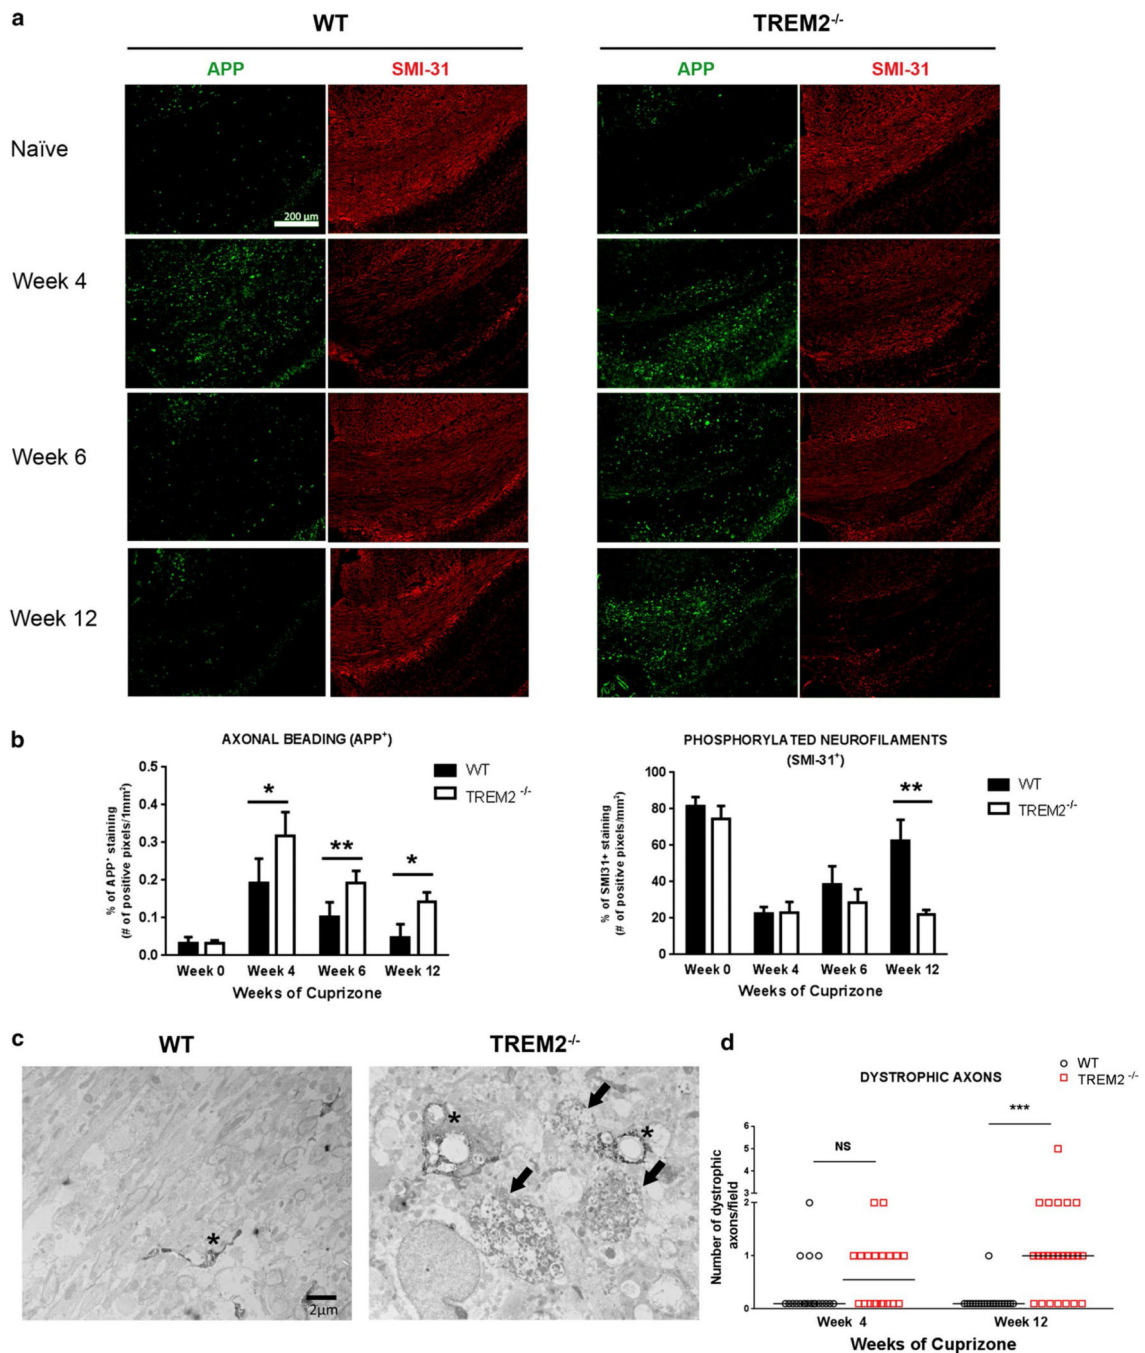 a
WT
TREM2-/-
APP
SMI-31
APP
SMI-31
Naïve
200 μm
Week 4
Week 6
Week 12
b
AXONAL BEADING (APP+)
WT
TREM2 -/-
% of APP+ staining
(# of positive pixels/1mm2)
0.5
0.4
0.3
0.2
0.1
0.0
*
**
*
Week 0
Week 4
Week 6
Week 12
Weeks of Cuprizone
PHOSPHORYLATED NEUROFILAMENTS
(SMI-31+)
WT
TREM2-/-
% of SMI31+ staining
(# of positive pixels/mm2)
100
80
60
40
20
0
**
Week 0
Week 4
Week 6
Week 12
Weeks of Cuprizone
c
WT
*
2μm
TREM2-/-
*
*
d
WT
TREM2 -/-
DYSTROPHIC AXONS
Number of dystrophic
axons/field
6
5
4
3
2
1
0
NS
***
Week 4
Week 12
Weeks of Cuprizone